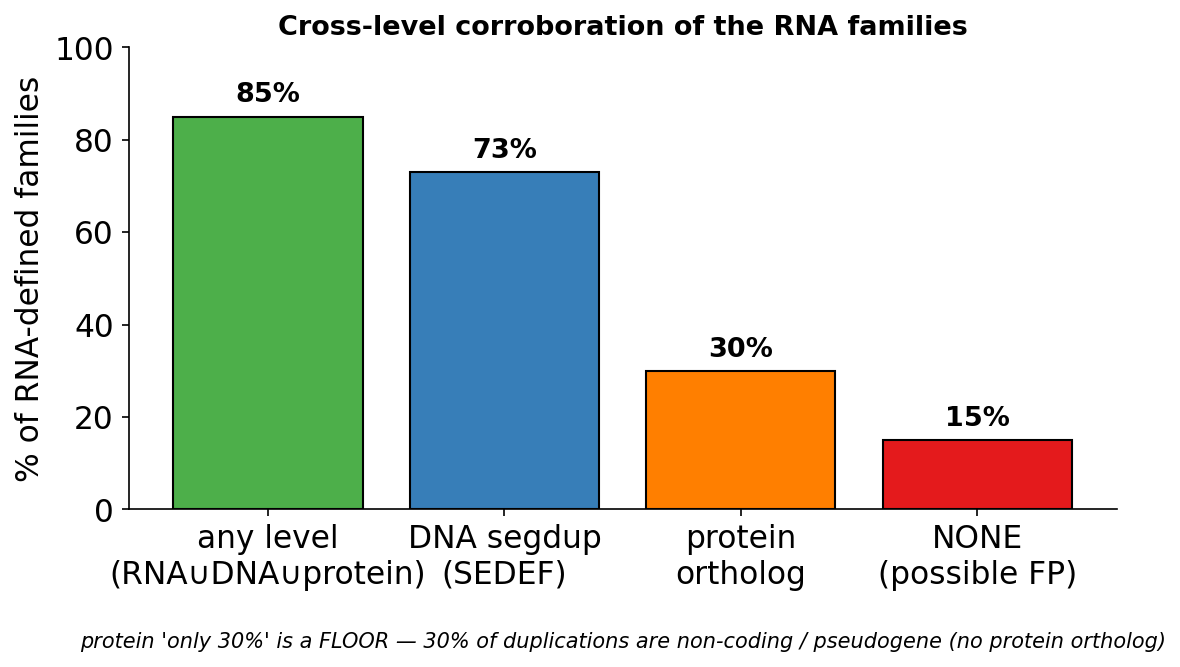 Cross-level corroboration of the RNA families
% of RNA-defined families
100
80
60
40
20
0
85%
73%
30%
15%
any level
(RNA∪DNA∪protein)
DNA segdup
(SEDEF)
protein
ortholog
NONE
(possible FP)
protein 'only 30%' is a FLOOR — 30% of duplications are non-coding / pseudogene (no protein ortholog)